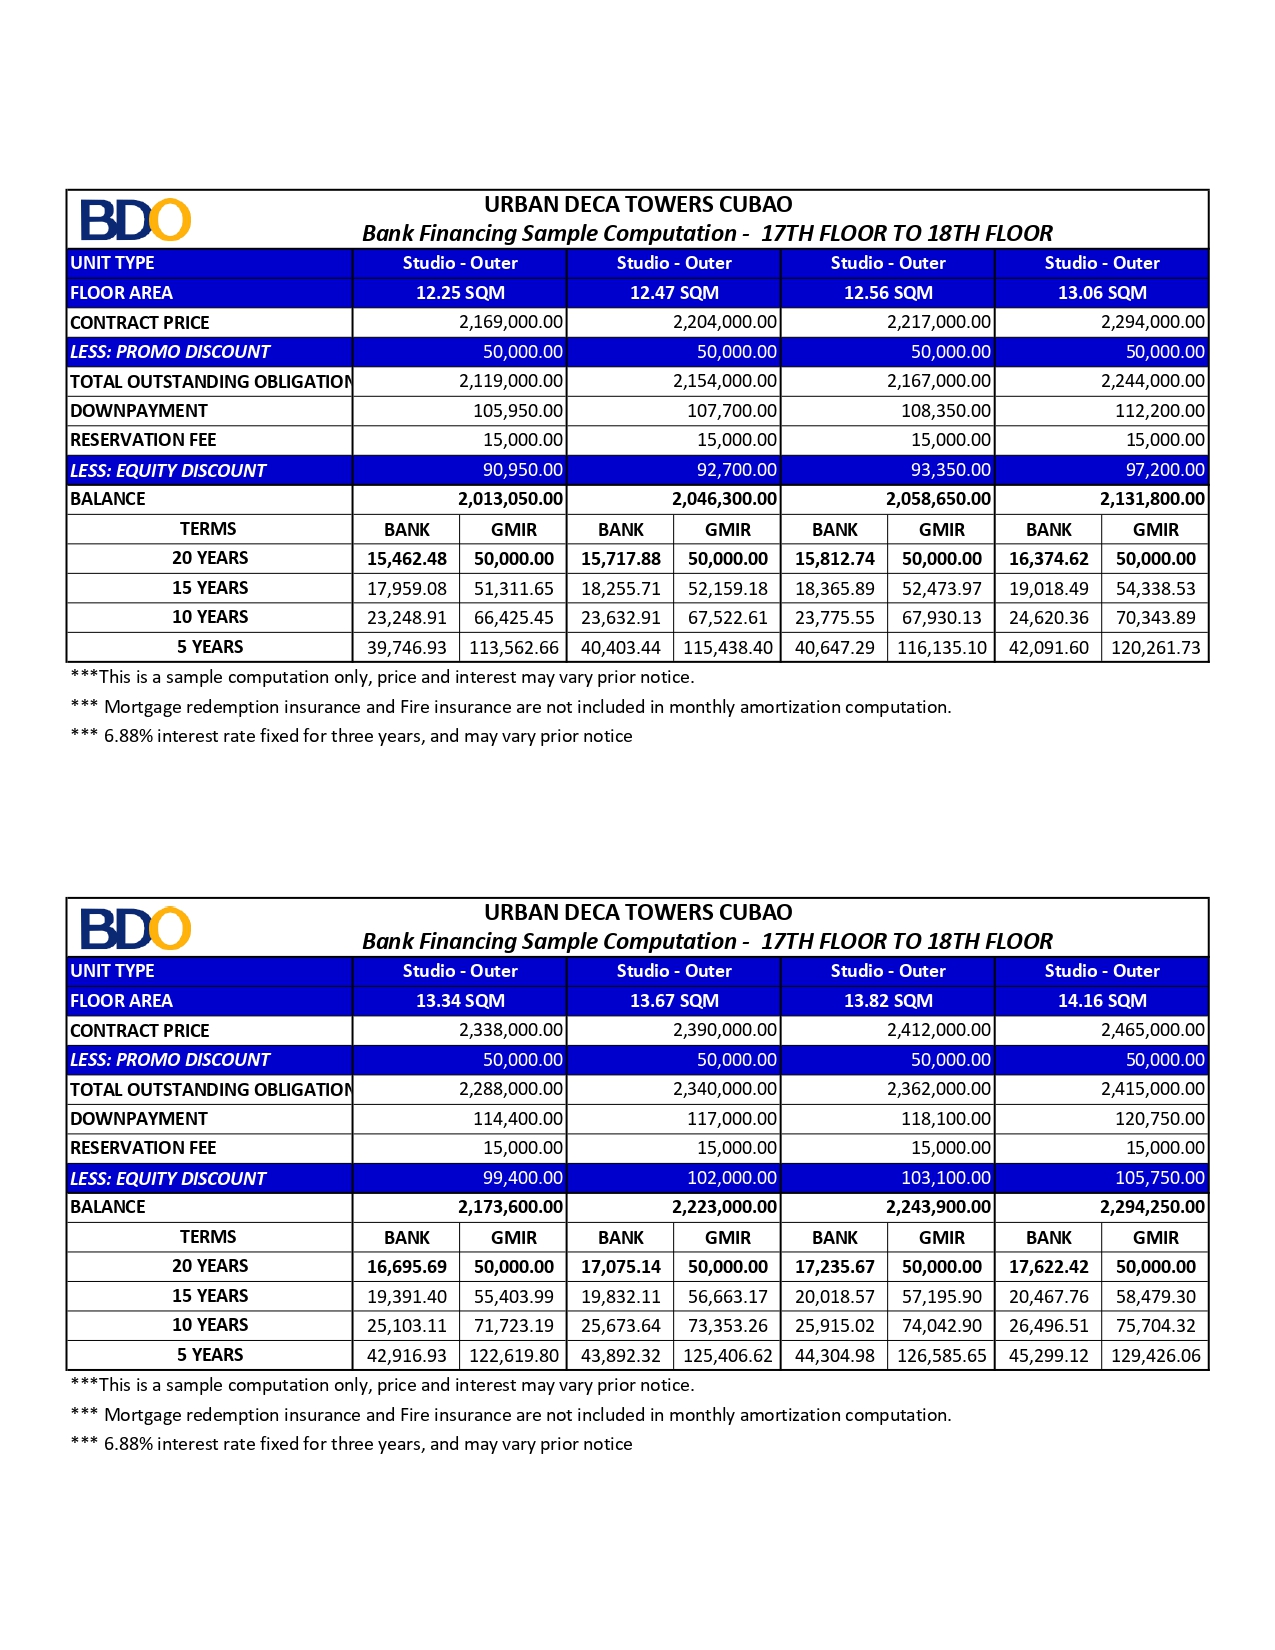 BDO
URBAN DECA TOWERS CUBAO
Bank Financing Sample Computation - 17TH FLOOR TO 18TH FLOOR
UNIT TYPE Studio - Outer Studio - Outer Studio - Outer Studio - Outer
FLOOR AREA 12.25 SQM 12.47 SQM 12.56 SQM 13.06 SQM
CONTRACT PRICE 2,169,000.00 2,204,000.00 2,217,000.00 2,294,000.00
LESS: PROMO DISCOUNT 50,000.00 50,000.00 50,000.00 50,000.00
TOTAL OUTSTANDING OBLIGATION 2,119,000.00 2,154,000.00 2,167,000.00 2,244,000.00
DOWNPAYMENT 105,950.00 107,700.00 108,350.00 112,200.00
RESERVATION FEE 15,000.00 15,000.00 15,000.00 15,000.00
LESS: EQUITY DISCOUNT 90,950.00 92,700.00 93,350.00 97,200.00
BALANCE 2,013,050.00 2,046,300.00 2,058,650.00 2,131,800.00
TERMS BANK GMIR BANK GMIR BANK GMIR BANK GMIR
20 YEARS 15,462.48 50,000.00 15,717.88 50,000.00 15,812.74 50,000.00 16,374.62 50,000.00
15 YEARS 17,959.08 51,311.65 18,255.71 52,159.18 18,365.89 52,473.97 19,018.49 54,338.53
10 YEARS 23,248.91 66,425.45 23,632.91 67,522.61 23,775.55 67,930.13 24,620.36 70,343.89
5 YEARS 39,746.93 113,562.66 40,403.44 115,438.40 40,647.29 116,135.10 42,091.60 120,261.73
***This is a sample computation only, price and interest may vary prior notice.
*** Mortgage redemption insurance and Fire insurance are not included in monthly amortization computation.
*** 6.88% interest rate fixed for three years, and may vary prior notice
BDO
URBAN DECA TOWERS CUBAO
Bank Financing Sample Computation - 17TH FLOOR TO 18TH FLOOR
UNIT TYPE Studio - Outer Studio - Outer Studio - Outer Studio - Outer
FLOOR AREA 13.34 SQM 13.67 SQM 13.82 SQM 14.16 SQM
CONTRACT PRICE 2,338,000.00 2,390,000.00 2,412,000.00 2,465,000.00
LESS: PROMO DISCOUNT 50,000.00 50,000.00 50,000.00 50,000.00
TOTAL OUTSTANDING OBLIGATION 2,288,000.00 2,340,000.00 2,362,000.00 2,415,000.00
DOWNPAYMENT 114,400.00 117,000.00 118,100.00 120,750.00
RESERVATION FEE 15,000.00 15,000.00 15,000.00 15,000.00
LESS: EQUITY DISCOUNT 99,400.00 102,000.00 103,100.00 105,750.00
BALANCE 2,173,600.00 2,223,000.00 2,243,900.00 2,294,250.00
TERMS BANK GMIR BANK GMIR BANK GMIR BANK GMIR
20 YEARS 16,695.69 50,000.00 17,075.14 50,000.00 17,235.67 50,000.00 17,622.42 50,000.00
15 YEARS 19,391.40 55,403.99 19,832.11 56,663.17 20,018.57 57,195.90 20,467.76 58,479.30
10 YEARS 25,103.11 71,723.19 25,673.64 73,353.26 25,915.02 74,042.90 26,496.51 75,704.32
5 YEARS 42,916.93 122,619.80 43,892.32 125,406.62 44,304.98 126,585.65 45,299.12 129,426.06
***This is a sample computation only, price and interest may vary prior notice.
*** Mortgage redemption insurance and Fire insurance are not included in monthly amortization computation.
*** 6.88% interest rate fixed for three years, and may vary prior notice